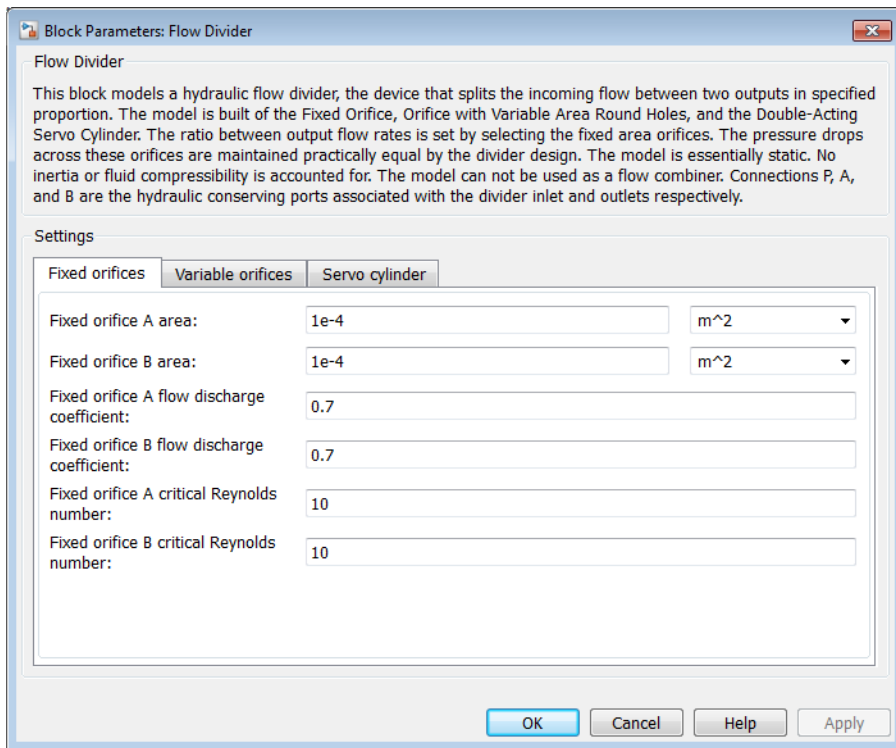 Block Parameters: Flow Divider
Flow Divider
This block models a hydraulic flow divider, the device that splits the incoming flow between two outputs in specified
proportion. The model is built of the Fixed Orifice, Orifice with Variable Area Round Holes, and the Double-Acting
Servo Cylinder. The ratio between output flow rates is set by selecting the fixed area orifices. The pressure drops
across these orifices are maintained practically equal by the divider design. The model is essentially static. No
inertia or fluid compressibility is accounted for. The model can not be used as a flow combiner. Connections P, A,
and B are the hydraulic conserving ports associated with the divider inlet and outlets respectively.
Settings
Fixed orifices Variable orifices Servo cylinder
Fixed orifice A area: 1e-4 m^2
Fixed orifice B area: 1e-4 m^2
Fixed orifice A flow discharge
coefficient: 0.7
Fixed orifice B flow discharge
coefficient: 0.7
Fixed orifice A critical Reynolds
number: 10
Fixed orifice B critical Reynolds
number: 10
OK Cancel Help Apply